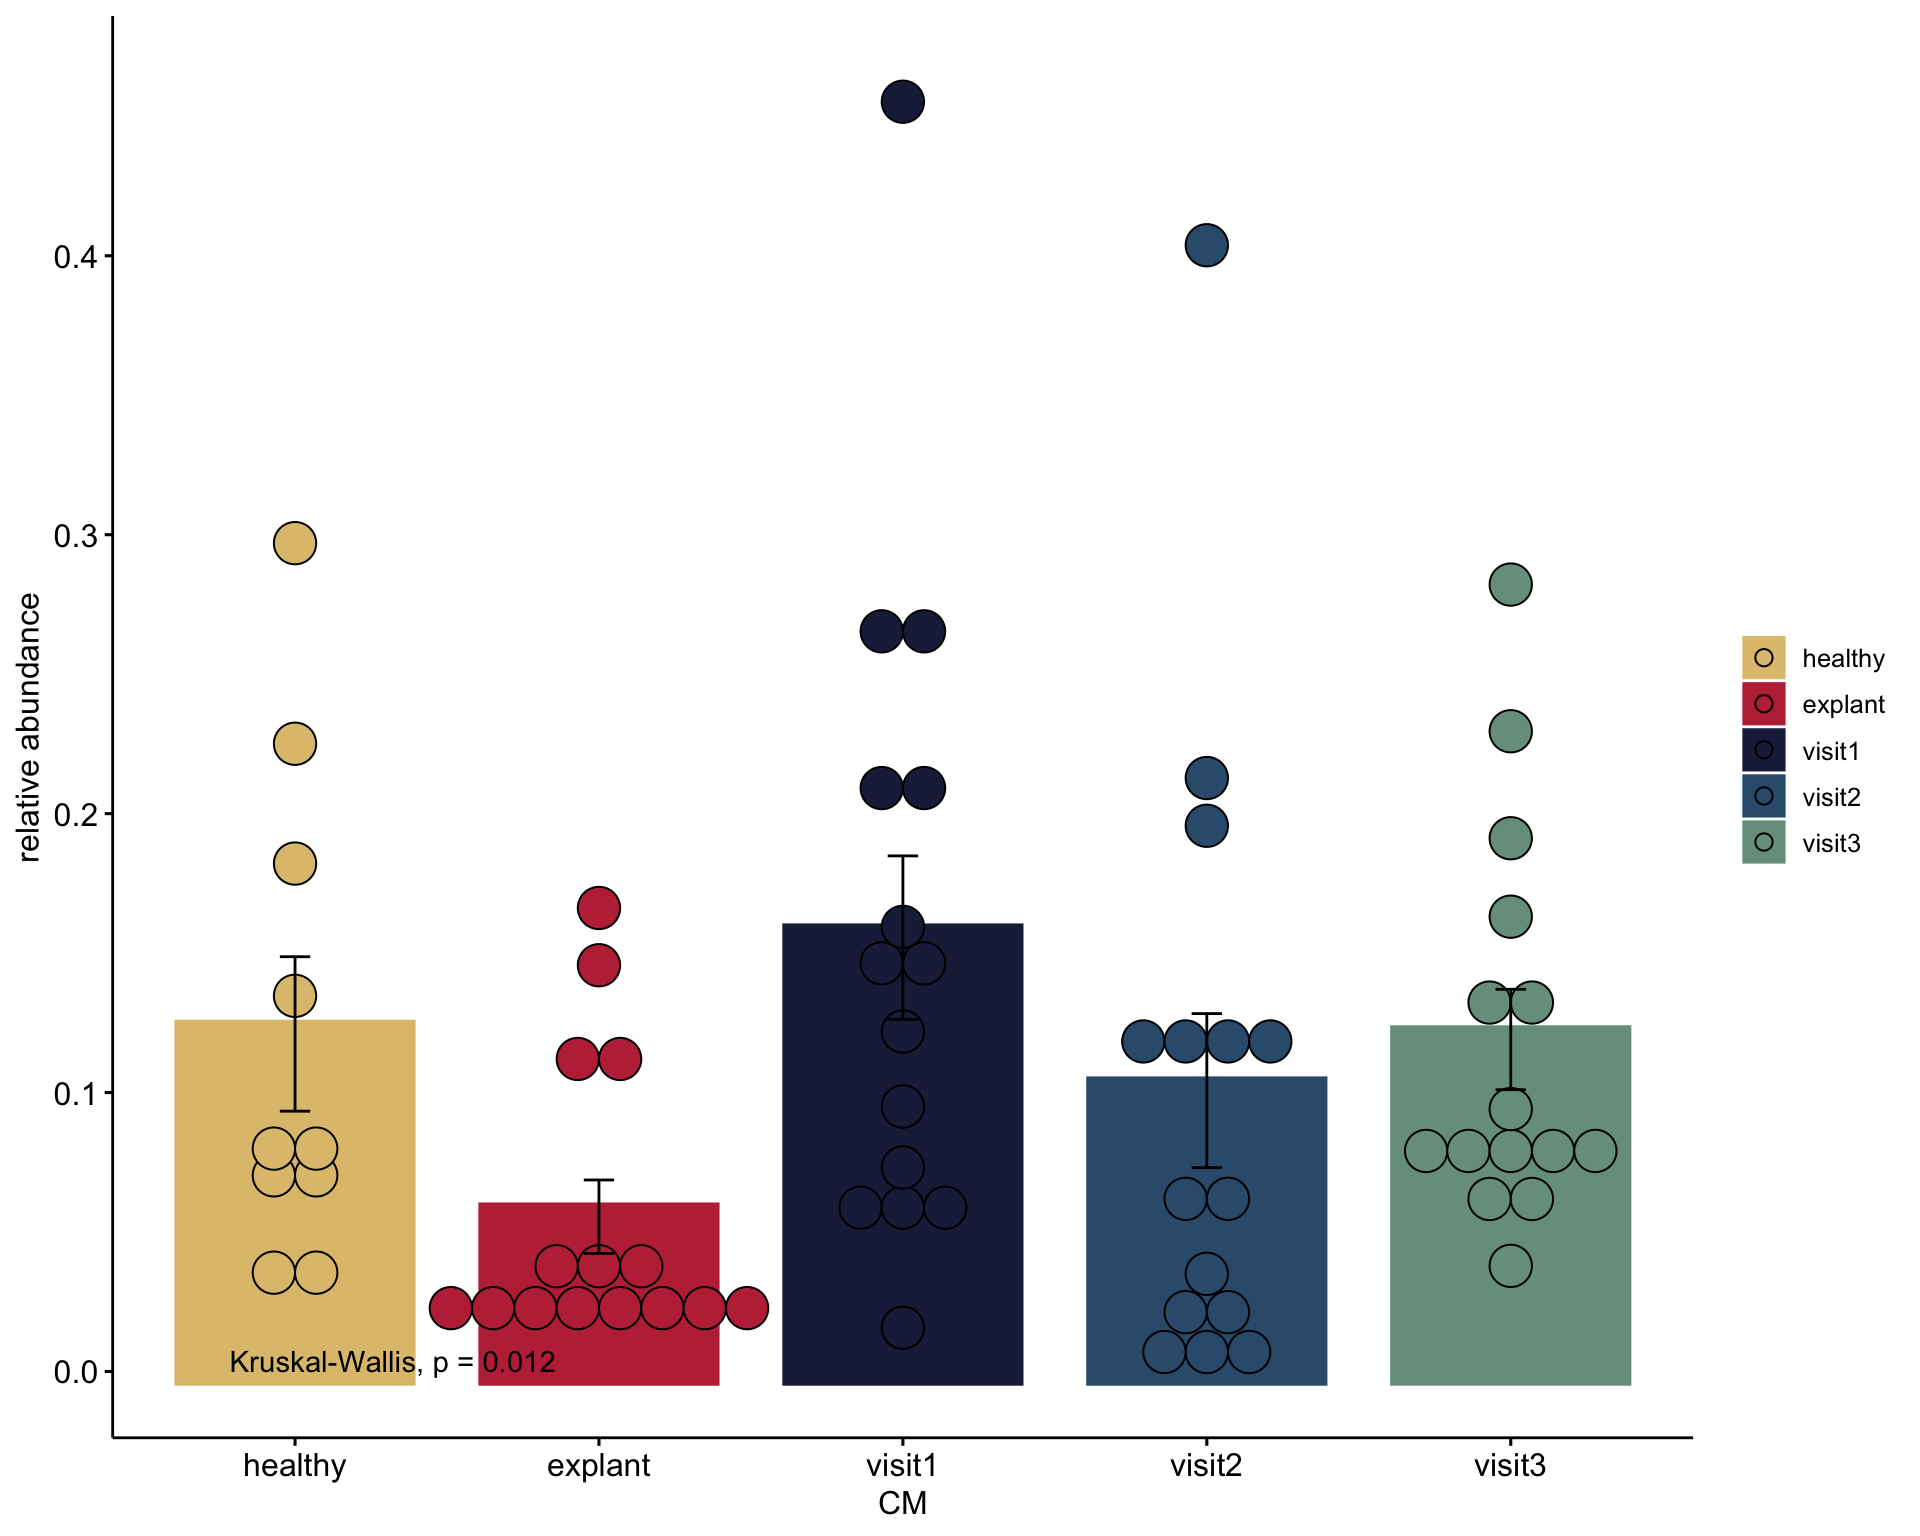 relative abundance
0.4
0.3
0.2
0.1
0.0
Kruskal-Wallis, p = 0.012
healthy
explant
visit1
visit2
visit3
CM
healthy
explant
visit1
visit2
visit3